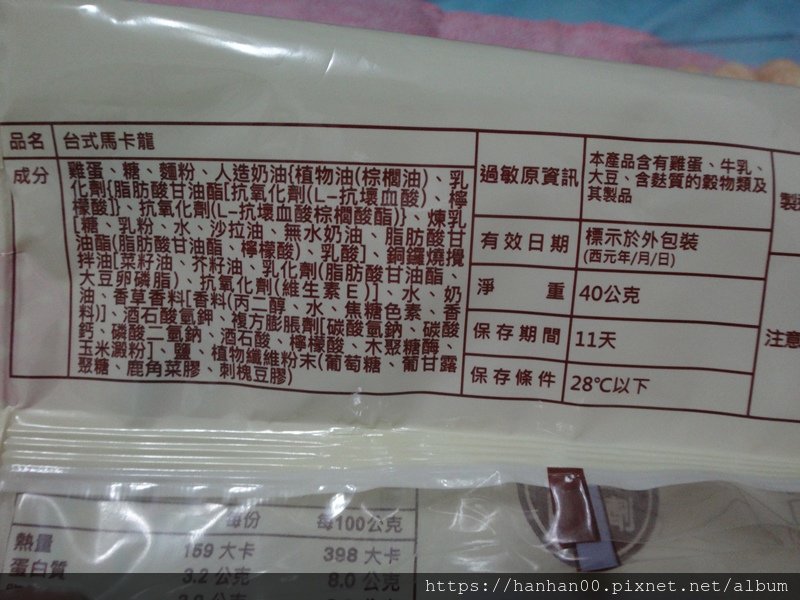 品名 台式馬卡龍
成分 雞蛋、糖、麵粉、人造奶油{植物油(棕櫚油)、乳
化劑{脂肪酸甘油酯[抗氧化劑(L-抗壞血酸)、檸
檬酸]}、抗氧化劑(L-抗壞血酸棕櫚酸酯)}、煉乳
[糖、乳粉、水、沙拉油、無水奶油、脂肪酸甘
油酯(脂肪酸甘油酯、檸檬酸)、乳酸]、銅鑼燒攪
拌油[菜籽油、芥籽油、乳化劑(脂肪酸甘油酯、
大豆卵磷脂)、抗氧化劑(維生素E)]、水、奶
油、香草香料[香料(丙二醇、水、焦糖色素、香
料)]、酒石酸氫鉀、複方膨脹劑[碳酸氫鈉、碳酸
鈣、磷酸二氫鈉、酒石酸、檸檬酸、木聚糖酶、
玉米澱粉]、鹽、植物纖維粉末(葡萄糖、葡甘露
聚糖、鹿角菜膠、刺槐豆膠)
過敏原資訊 本產品含有雞蛋、牛乳、
大豆、含麩質的穀物類及
其製品
有效日期 標示於外包裝
(西元年/月/日)
淨重 40公克
保存期間 11天
保存條件 28℃以下
製
注意
每份 每100公克
熱量 159 大卡 398 大卡
蛋白質 3.2 公克 8.0 公克
https://hanhan00.pixnet.net/album